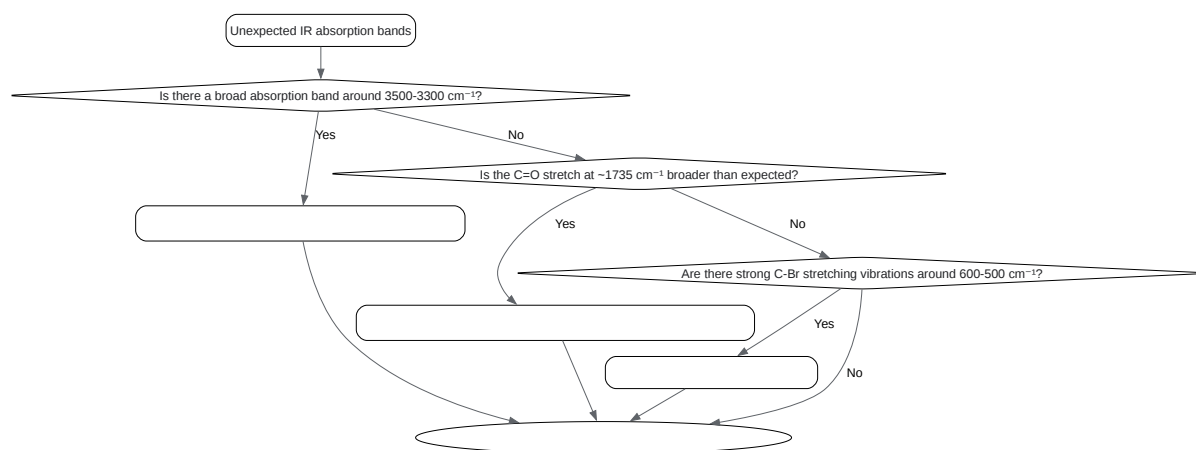 Unexpected IR absorption bands
Is there a broad absorption band around 3500-3300 cm⁻¹?
Yes
No
Is the C=O stretch at ~1735 cm⁻¹ broader than expected?
Yes
No
Are there strong C-Br stretching vibrations around 600-500 cm⁻¹?
Yes
No